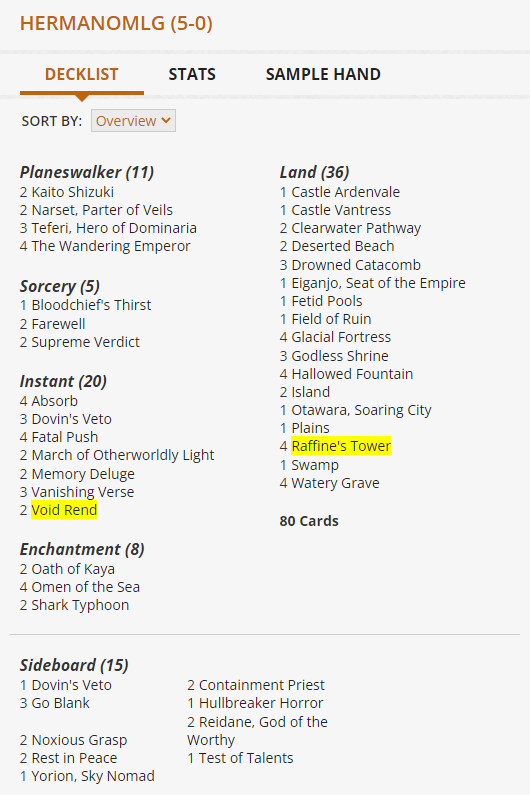 HERMANOMLG (5-0)
DECKLIST
STATS
SAMPLE HAND
SORT BY: Overview
Planeswalker (11)
2 Kaito Shizuki
2 Narset, Parter of Veils
3 Teferi, Hero of Dominaria
4 The Wandering Emperor
Sorcery (5)
1 Bloodchief's Thirst
2 Farewell
2 Supreme Verdict
Instant (20)
4 Absorb
3 Dovin's Veto
4 Fatal Push
2 March of Otherworldly Light
2 Memory Deluge
3 Vanishing Verse
2 Void Rend
Enchantment (8)
2 Oath of Kaya
4 Omen of the Sea
2 Shark Typhoon
Land (36)
1 Castle Ardenvale
1 Castle Vantress
2 Clearwater Pathway
2 Deserted Beach
3 Drowned Catacomb
1 Eiganjo, Seat of the Empire
1 Fetid Pools
1 Field of Ruin
4 Glacial Fortress
3 Godless Shrine
4 Hallowed Fountain
2 Island
1 Otawara, Soaring City
1 Plains
4 Raffine's Tower
1 Swamp
4 Watery Grave
80 Cards
Sideboard (15)
1 Dovin's Veto
3 Go Blank
2 Noxious Grasp
2 Rest in Peace
1 Yorion, Sky Nomad
2 Containment Priest
1 Hullbreaker Horror
2 Reidane, God of the
Worthy
1 Test of Talents